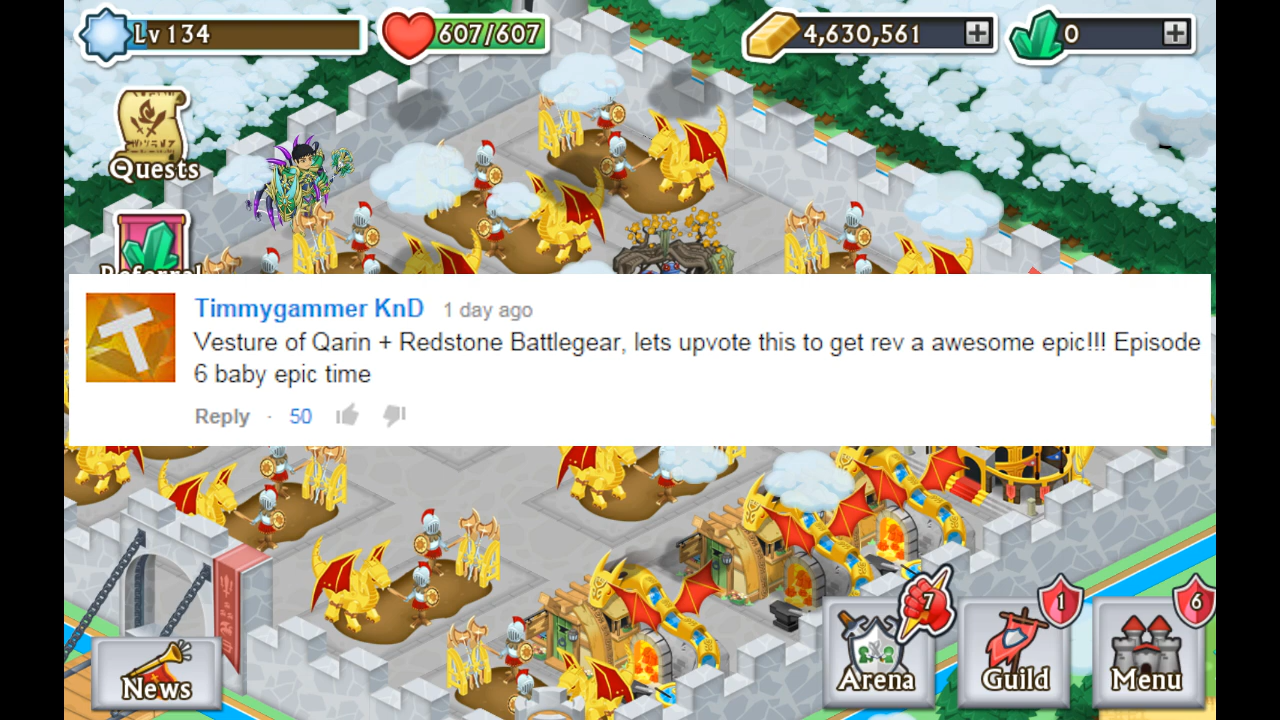 Lv 134
607/607
4,630,561
0
Quests
Referral
Timmygammer KnD 1 day ago
Vesture of Qarin + Redstone Battlegear, lets upvote this to get rev a awesome epic!!! Episode
6 baby epic time
Reply · 50
7
1
6
News
Arena
Guild
Menu